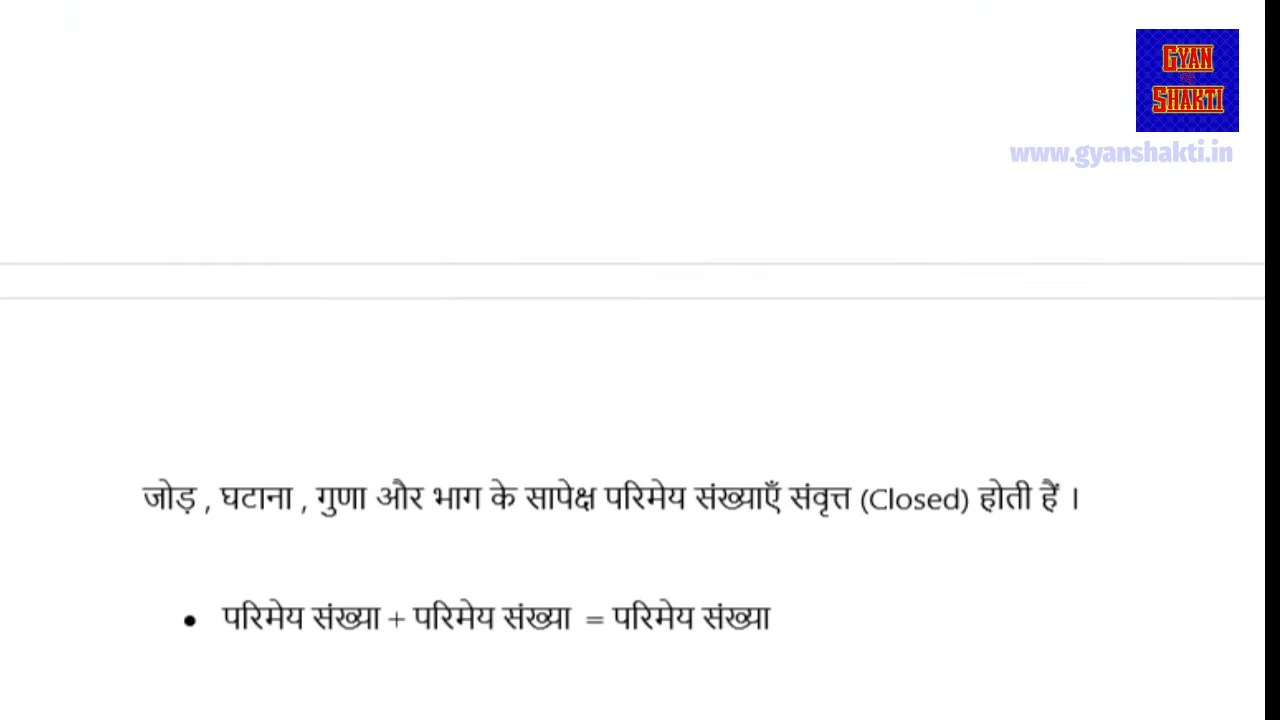 GYAN
SHAKTI
www.gyanshakti.in
जोड़ , घटाना , गुणा और भाग के सापेक्ष परिमेय संख्याएँ संवृत्त (Closed) होती हैं ।
• परिमेय संख्या + परिमेय संख्या = परिमेय संख्या